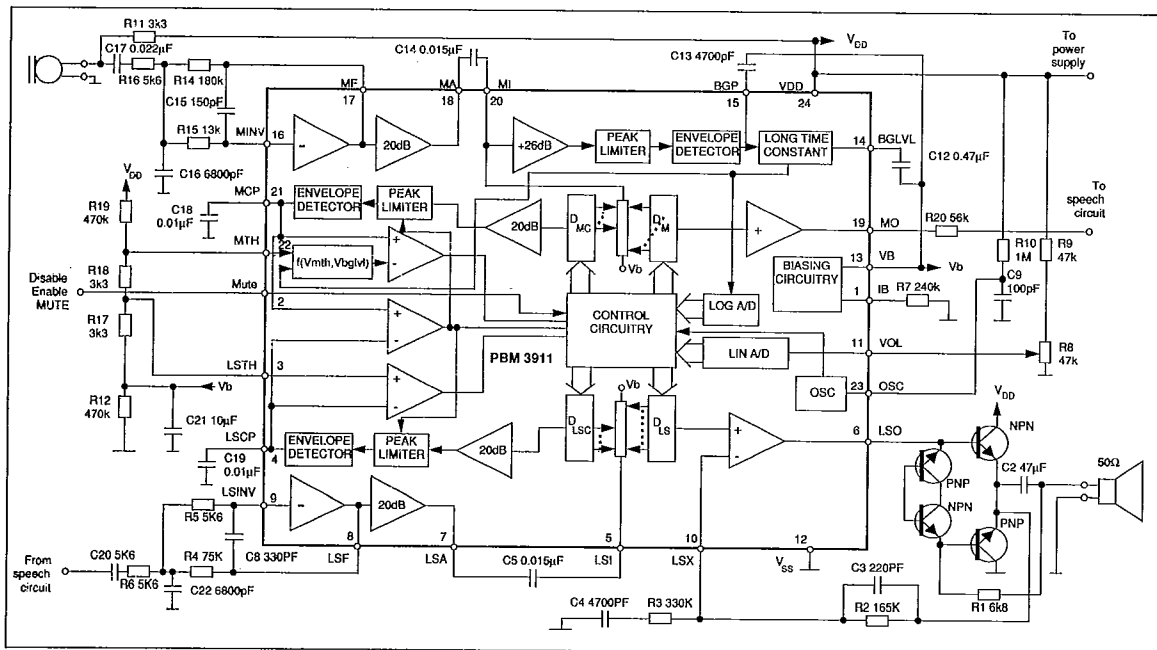 R11 3k3
C17 0.022µF
R16 5K6
R14 180k
C15 150pF
R15 13k
C16 6800pF
MINV
16
MF
17
MA
18
C14 0.015µF
MI
20
C13 4700pF
BGP
15
VDD
24
VDD
To
power
supply
-
20dB
+26dB
PEAK
LIMITER
ENVELOPE
DETECTOR
LONG TIME
CONSTANT
14
BGLVL
C12 0.47µF
VDD
R19
470k
MCP
21
C18
0.01µF
ENVELOPE
DETECTOR
PEAK
LIMITER
20dB
D
MC
D
M
Vb
+
19
MO
R20 56k
To
speech circuit
MTH
22
f(Vmth,Vbglvl)
+
-
13
VB
Vb
BIASING
CIRCUITRY
1
IB
R7 240k
R10
1M
R9
47k
C9
100pF
Disable
Enable
MUTE
R18
3k3
Mute
2
R17
3k3
+
-
CONTROL
CIRCUITRY
PBM 3911
LOG A/D
LIN A/D
11
VOL
R8
47k
LSTH
3
+
-
OSC
23
OSC
Vb
R12
470k
C21 10µF
LSCP
4
C19
0.01µF
ENVELOPE
DETECTOR
PEAK
LIMITER
20dB
D
LSC
D
LS
Vb
+
-
6
LSO
VDD
NPN
PNP
NPN
PNP
C2 47µF
50Ω
LSINV
9
R5 5K6
-
20dB
C20 5K6
From
speech
circuit
R6 5K6
R4 75K
C8 330PF
C22 6800pF
8
LSF
7
LSA
C5 0.015µF
5
LSI
10
LSX
12
VSS
C4 4700PF
R3 330K
C3 220PF
R2 165K
R1 6k8